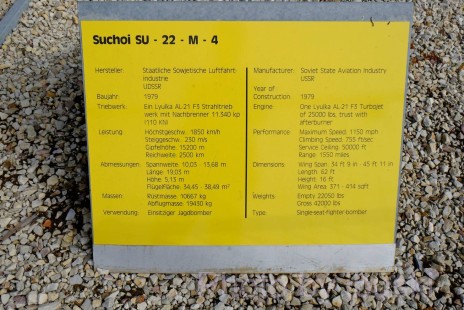 Suchoi SU - 22 - M - 4
Hersteller: Staatliche Sowjetische Luftfahrt-
industrie
UDSSR
Baujahr: 1979
Triebwerk: Ein Lyulka AL-21 F3 Strahltrieb
werk mit Nachbrenner 11.340 kp
(110 KN)
Leistung: Höchstgeschw.: 1850 km/h
Steiggeschw.: 230 m/s
Gipfelhöhe: 15200 m
Reichweite: 2500 km
Abmessungen: Spannweite: 10,03 - 13,68 m
Länge: 19,03 m
Höhe: 5,13 m
Flügelfläche: 34,45 - 38,49 m²
Massen: Rüstmasse: 10667 kg
Abflugmasse: 19430 kg
Verwendung: Einsitziger Jagdbomber
Manufacturer: Soviet State Aviation Industry
USSR
Year of
Construction: 1979
Engine: One Lyulka AL-21 F3 Turbojet
of 25000 lbs, trust with
afterburner
Performance: Maximum Speed: 1150 mph
Climbing Speed: 755 ft/sec
Service Ceiling: 50000 ft
Range: 1550 miles
Dimensions: Wing Span: 34 ft 9 in - 45 ft 11 in
Length: 62 ft
Height: 16 ft
Wing Area: 371 - 414 sqft
Weights: Empty 22050 lbs
Gross 42000 lbs
Type: Single-seat-fighter-bomber